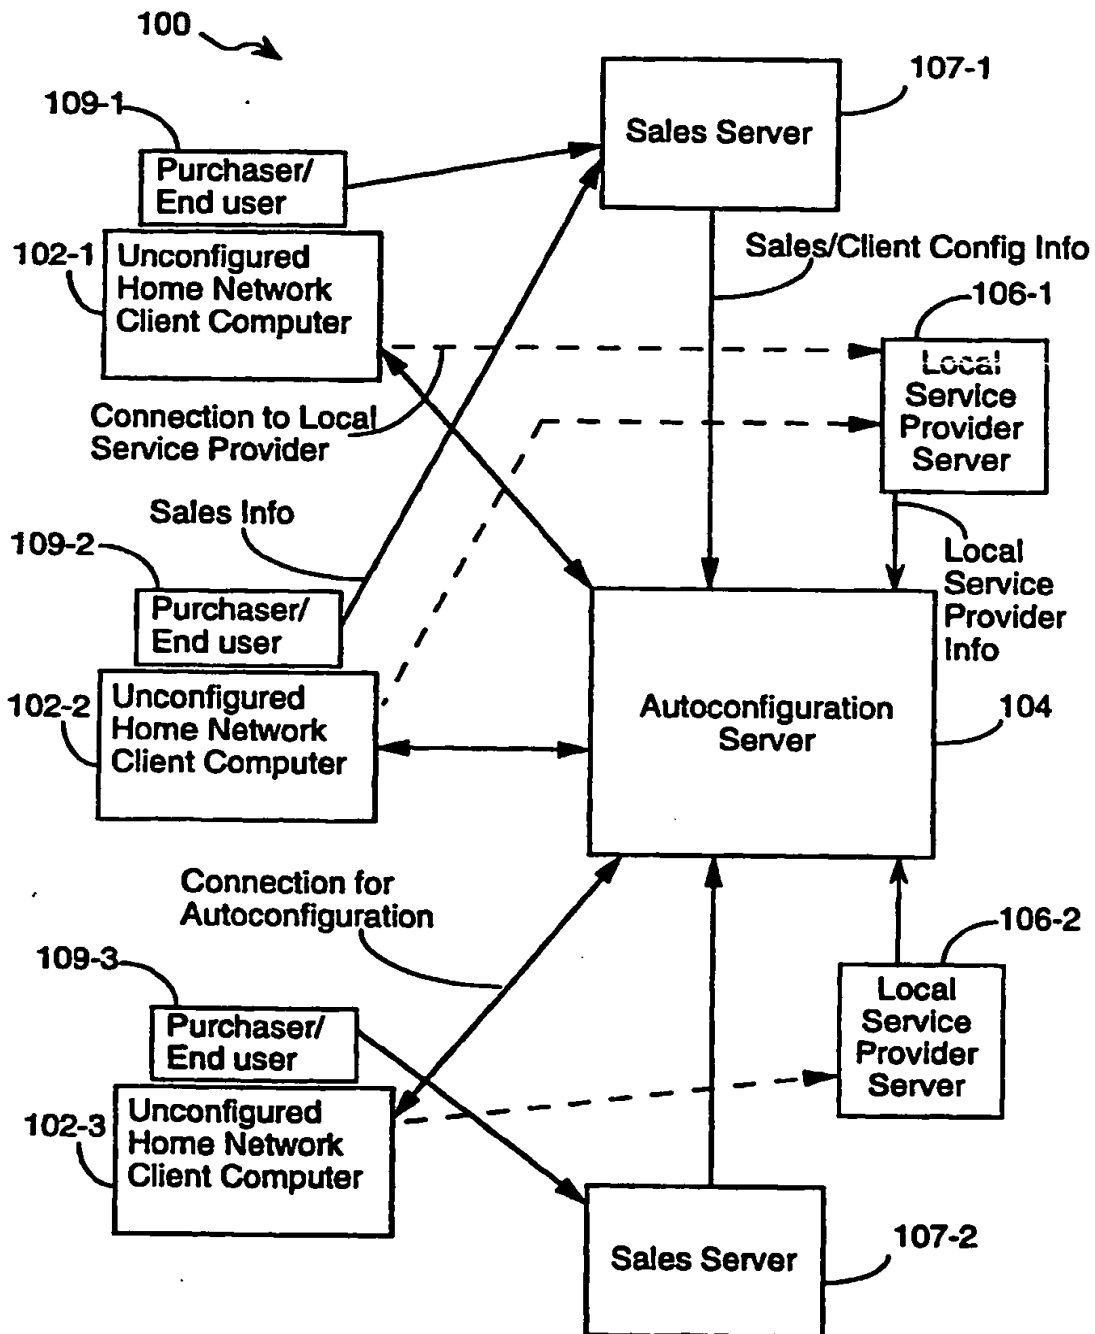 100
107-1
109-1
Sales Server
Purchaser/
End user
102-1
Unconfigured
Home Network
Client Computer
Sales/Client Config Info
106-1
Local
Service
Provider
Server
Connection to Local
Service Provider
Sales Info
109-2
Local
Service
Provider
Info
Purchaser/
End user
102-2
Unconfigured
Home Network
Client Computer
Autoconfiguration
Server
104
Connection for
Autoconfiguration
106-2
109-3
Local
Service
Provider
Server
Purchaser/
End user
102-3
Unconfigured
Home Network
Client Computer
107-2
Sales Server